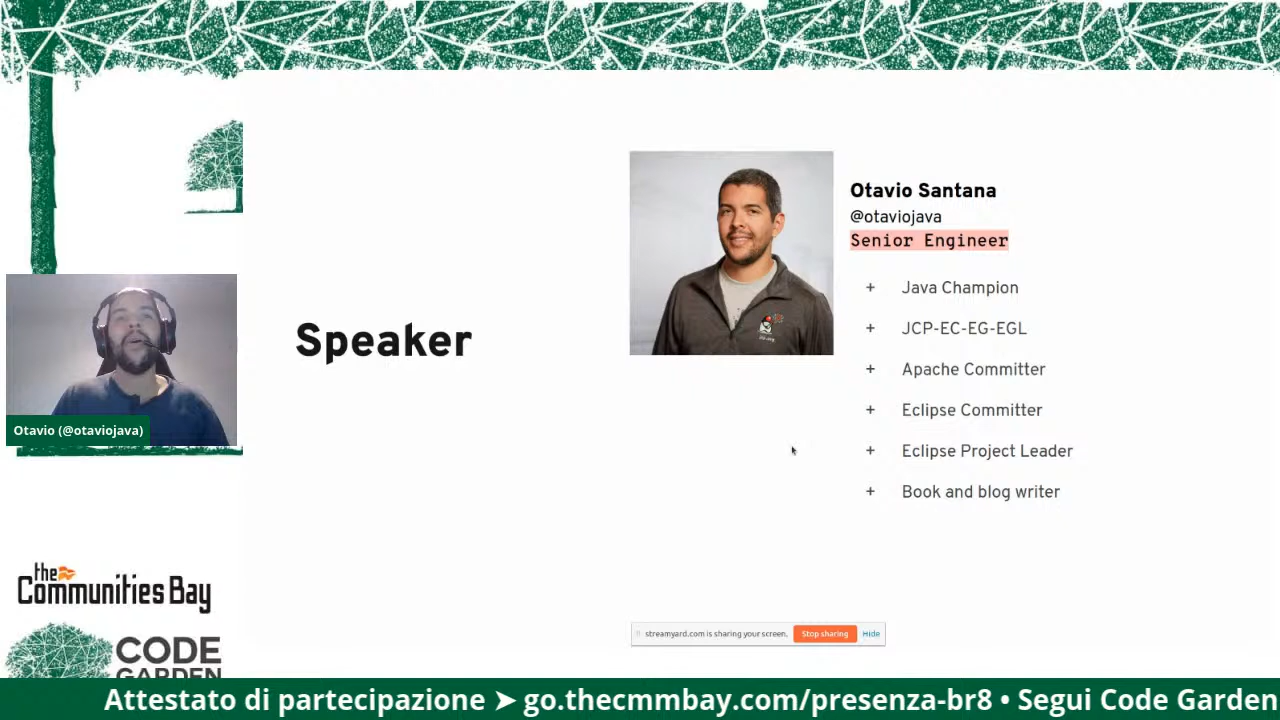 Speaker
Otavio Santana
@otaviojava
Senior Engineer
+ Java Champion
+ JCP-EC-EG-EGL
+ Apache Committer
+ Eclipse Committer
+ Eclipse Project Leader
+ Book and blog writer
Otavio (@otaviojava)
the
Communities Bay
CODE
GARDEN
streamyard.com is sharing your screen. Stop sharing Hide
Attestato di partecipazione ➤ go.thecmmbay.com/presenza-br8 • Segui Code Garden